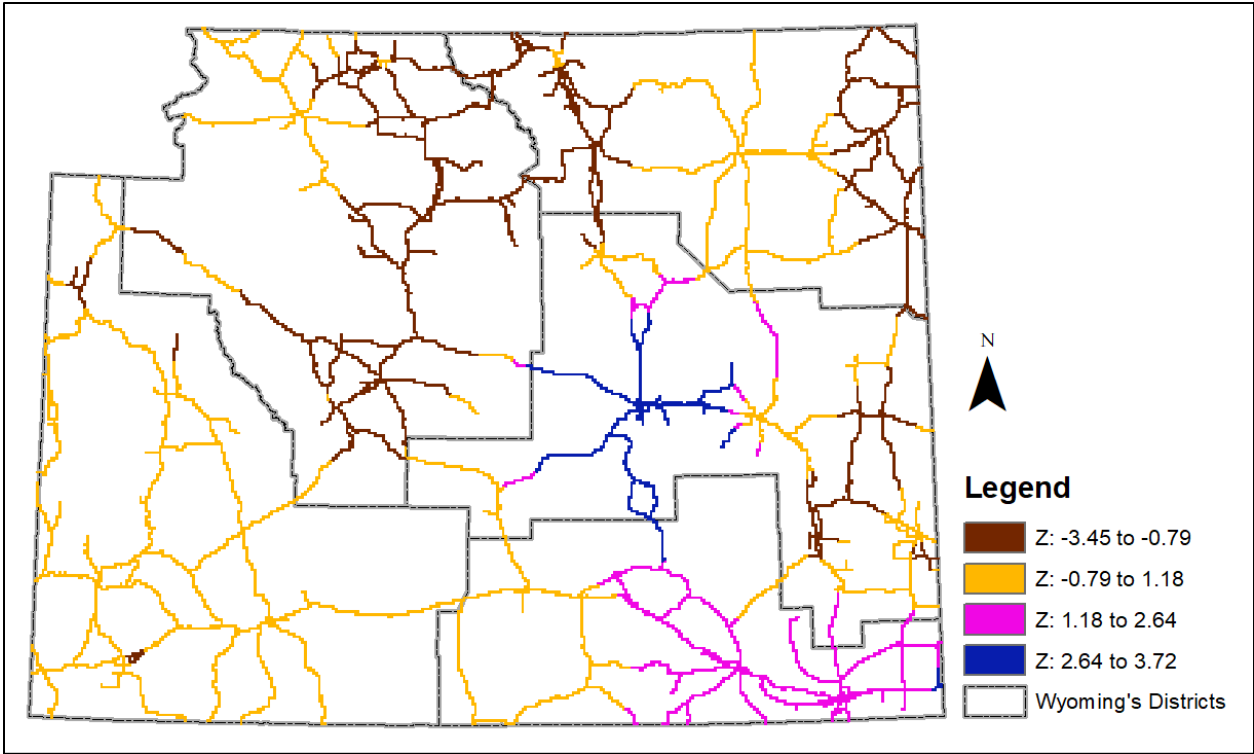 N
Legend
Z: -3.45 to -0.79
Z: -0.79 to 1.18
Z: 1.18 to 2.64
Z: 2.64 to 3.72
Wyoming's Districts